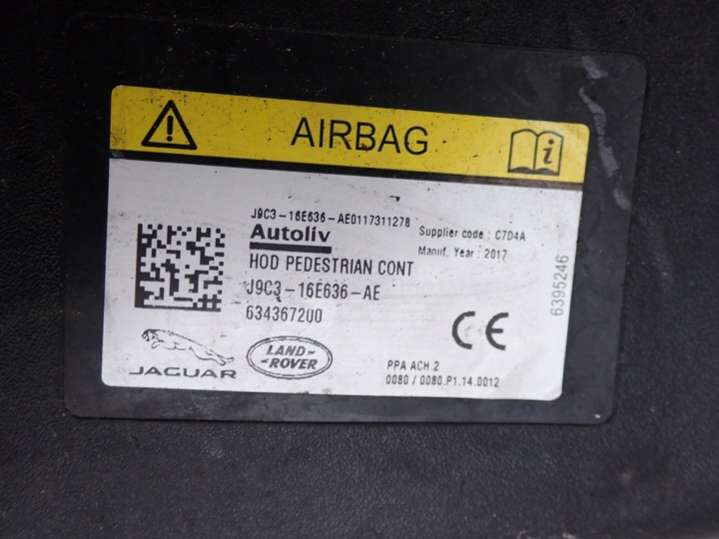 AIRBAG
J9C3-16E636-AE0117311278
Autoliv
Supplier code : C7D4A
Manuf. Year : 2017
HOD PEDESTRIAN CONT
J9C3-16E636-AE
634367200
6395246
JAGUAR
LAND-
-ROVER
CE
PPA ACH.2
0080 / 0080.P1.14.0012